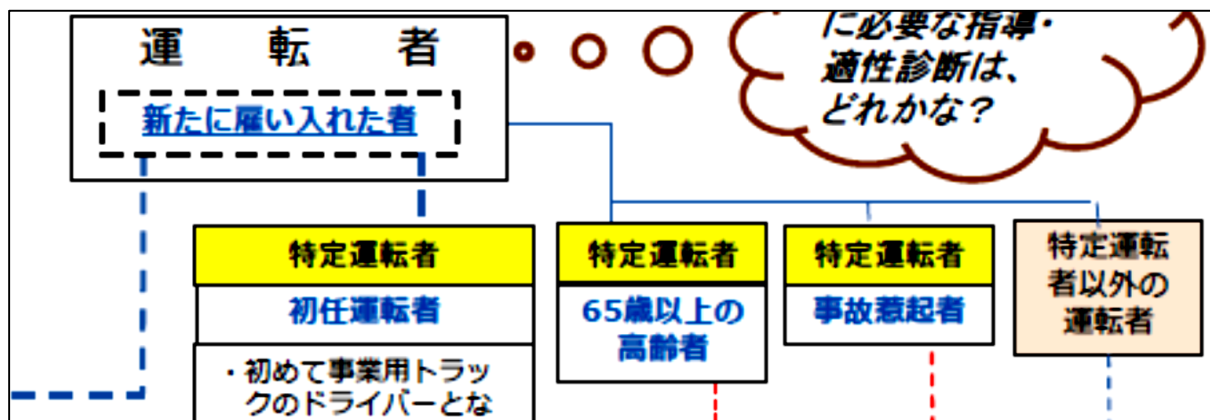 運転者
新たに雇い入れた者
に必要な指導・
適性診断は、
どれかな？
特定運転者
初任運転者
・初めて事業用トラッ
クのドライバーとな
特定運転者
65歳以上の
高齢者
特定運転者
事故惹起者
特定運転
者以外の
運転者